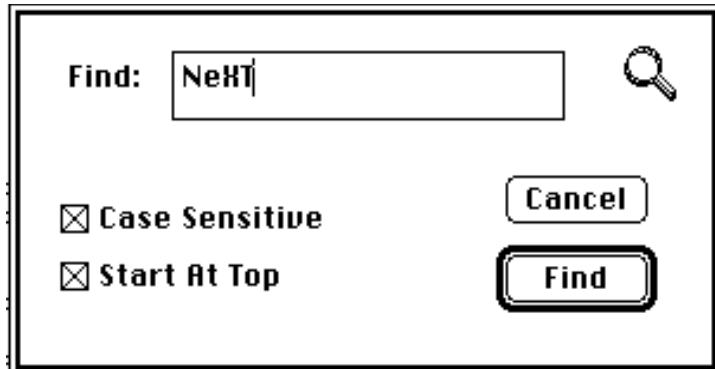 Find: NeXT
Case Sensitive
Cancel
Start At Top
Find